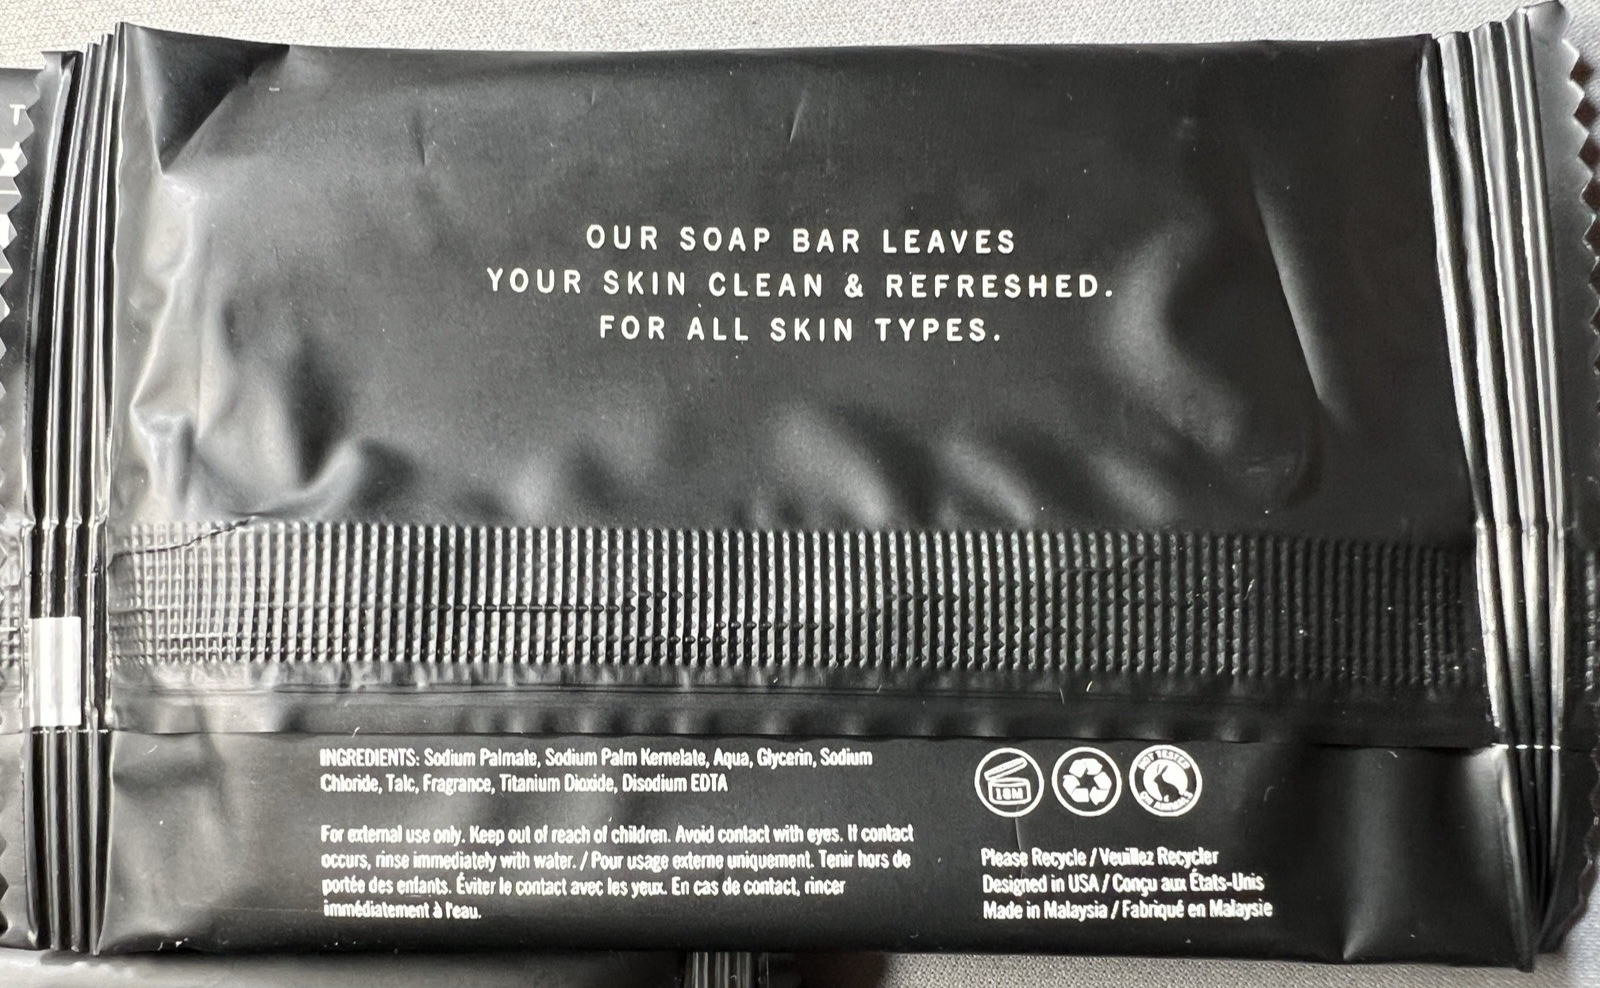 OUR SOAP BAR LEAVES
YOUR SKIN CLEAN & REFRESHED.
FOR ALL SKIN TYPES.
INGREDIENTS: Sodium Palmate, Sodium Palm Kernelate, Aqua, Glycerin, Sodium
Chloride, Talc, Fragrance, Titanium Dioxide, Disodium EDTA
For external use only. Keep out of reach of children. Avoid contact with eyes. If contact
occurs, rinse immediately with water. / Pour usage externe uniquement. Tenir hors de
portée des enfants. Éviter le contact avec les yeux. En cas de contact, rincer
immédiatement à l'eau.
18M
NOT TESTED
ON ANIMALS
Please Recycle / Veuillez Recycler
Designed in USA / Conçu aux États-Unis
Made in Malaysia / Fabriqué en Malaysie